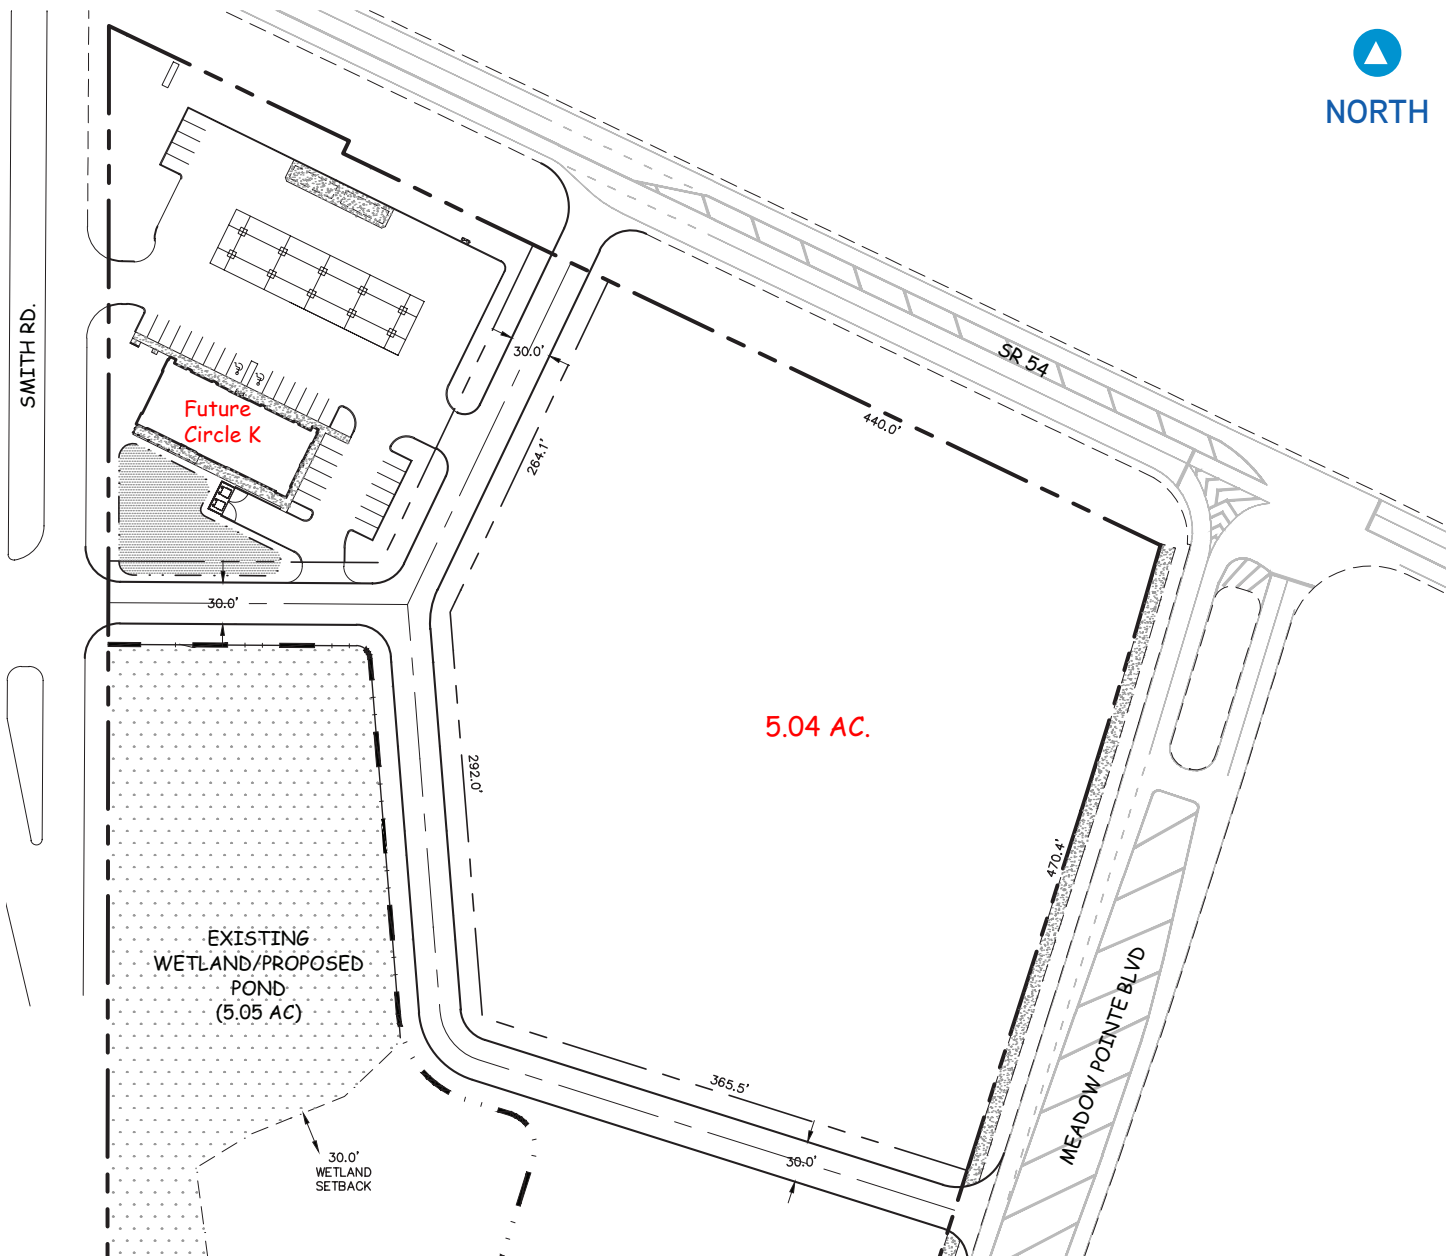 NORTH
SMITH RD.
SR 54
30.0'
440.0'
264.1'
Future
Circle K
30.0'
5.04 AC.
292.0'
470.4'
EXISTING
WETLAND/PROPOSED
POND
(5.05 AC)
MEADOW POINTE BLVD
365.5'
30.0'
30.0'
WETLAND
SETBACK